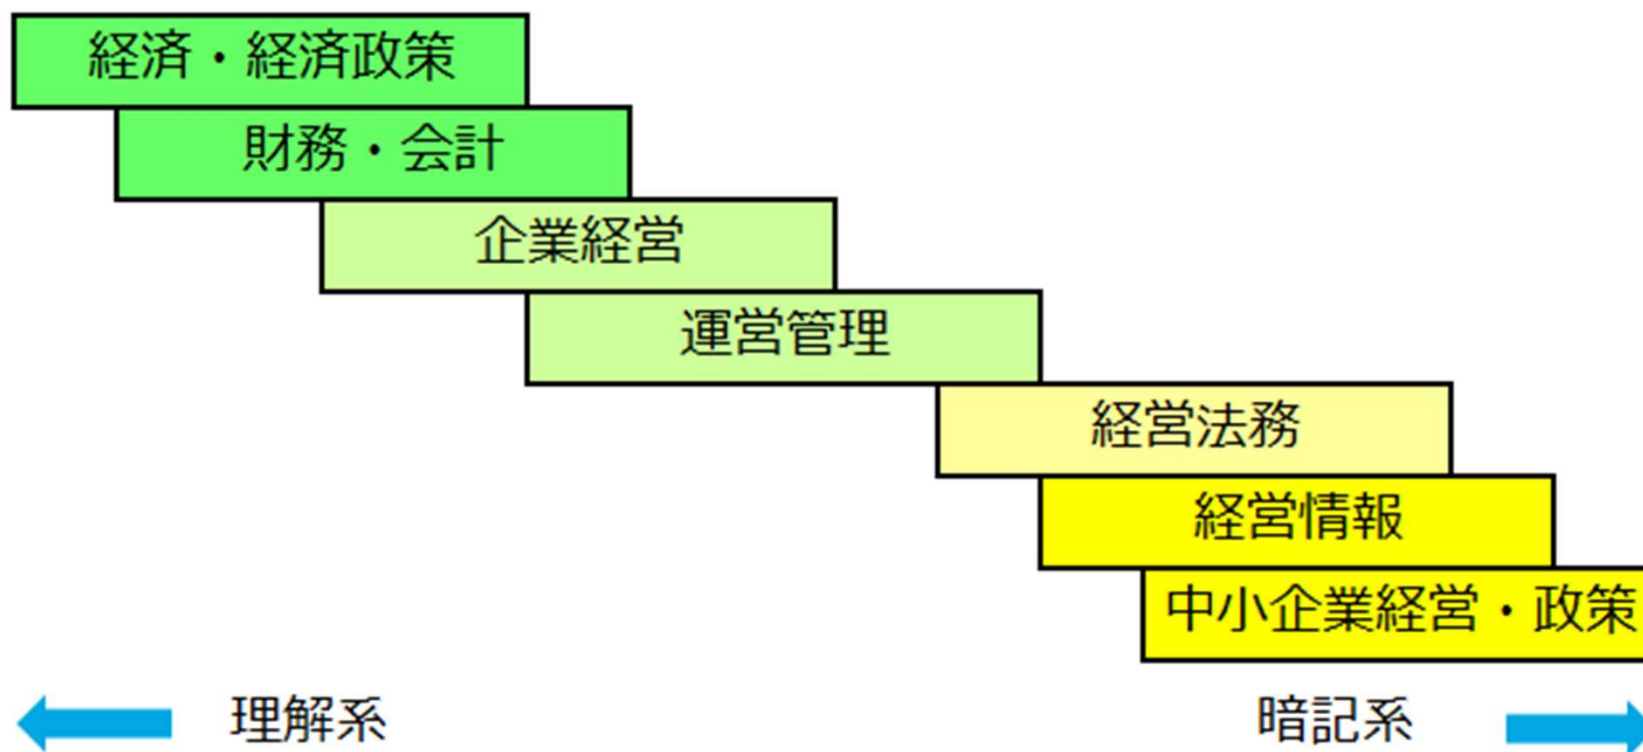 経済・経済政策
財務・会計
企業経営
運営管理
経営法務
経営情報
中小企業経営・政策
理解系
暗記系